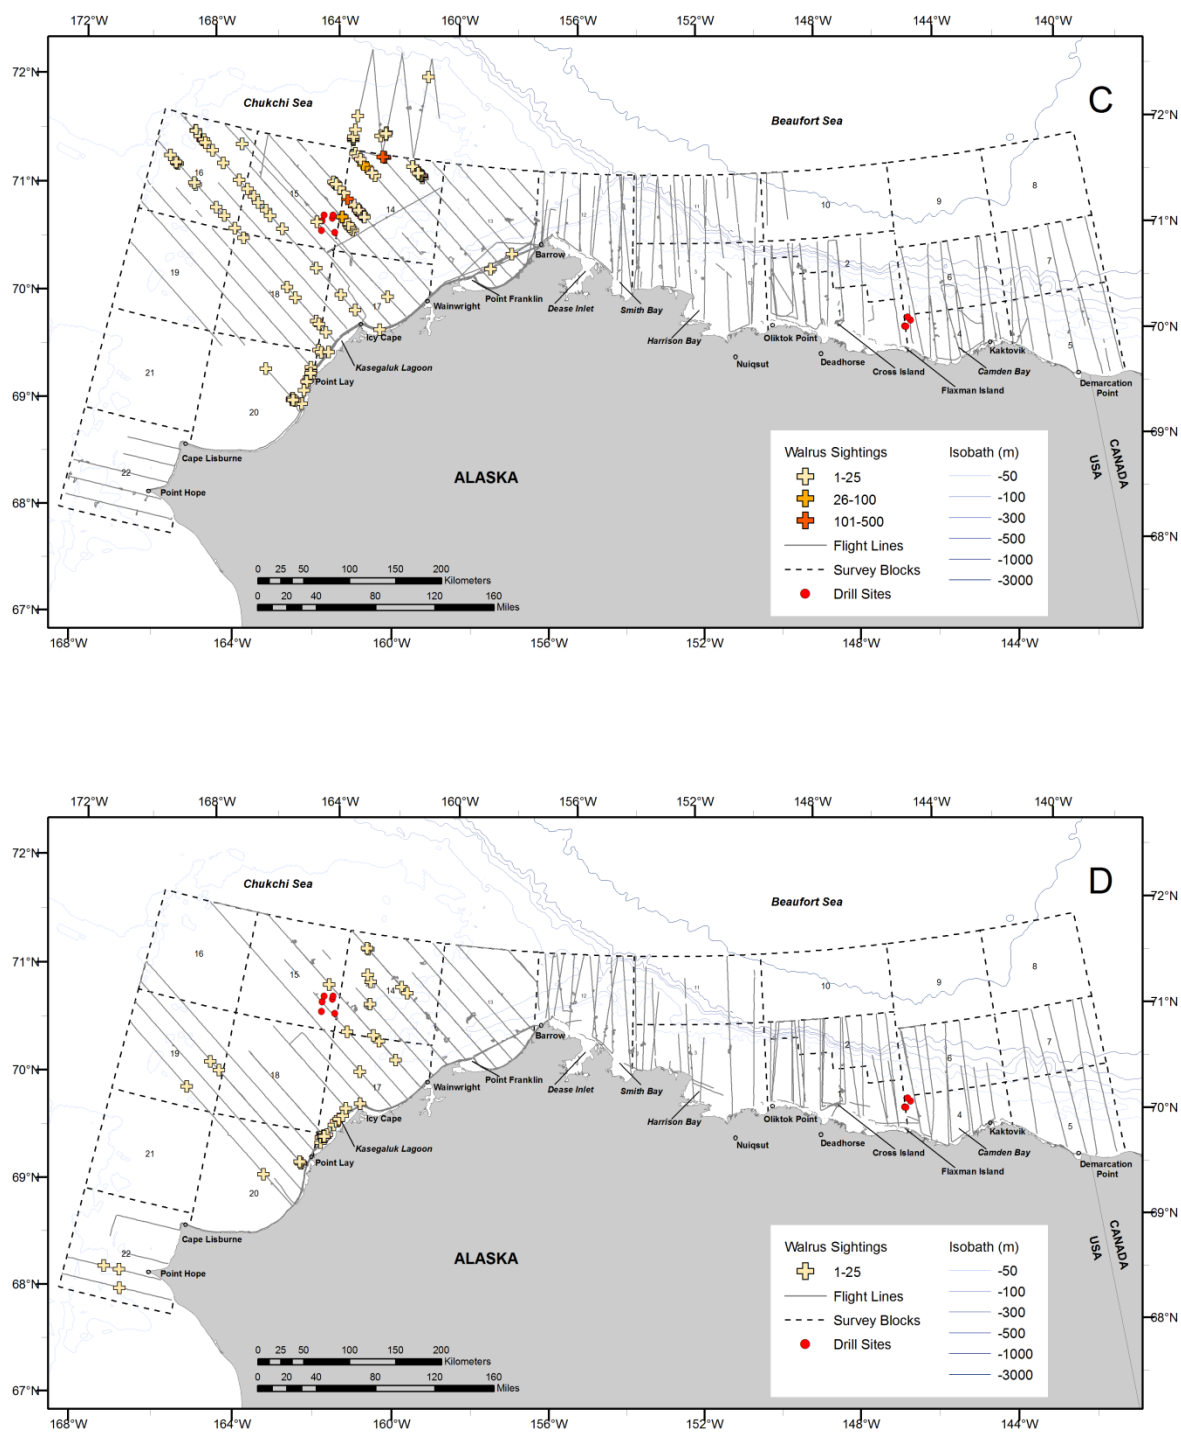 172°W 168°W 164°W 160°W 156°W 152°W 148°W 144°W 140°W
72°N
72°N
71°N
71°N
70°N
70°N
69°N
69°N
68°N
68°N
67°N
168°W 164°W 160°W 156°W 152°W 148°W 144°W
C
Chukchi Sea
Beaufort Sea
16
15
14
13
12
11
10
9
8
19
18
17
3
2
6
7
4
5
21
20
22
Barrow
Point Franklin
Wainwright
Dease Inlet
Smith Bay
Icy Cape
Kasegaluk Lagoon
Point Lay
Harrison Bay
Oliktok Point
Nuiqsut
Deadhorse
Cross Island
Flaxman Island
Camden Bay
Kaktovik
Demarcation
Point
Cape Lisburne
Point Hope
ALASKA
CANADA
USA
Walrus Sightings
1-25
26-100
101-500
Flight Lines
Survey Blocks
Drill Sites
Isobath (m)
-50
-100
-300
-500
-1000
-3000
0 25 50 100 150 200
Kilometers
0 20 40 80 120 160
Miles
172°W 168°W 164°W 160°W 156°W 152°W 148°W 144°W 140°W
72°N
72°N
71°N
71°N
70°N
70°N
69°N
69°N
68°N
68°N
67°N
168°W 164°W 160°W 156°W 152°W 148°W 144°W
D
Chukchi Sea
Beaufort Sea
16
15
14
13
12
11
10
9
8
19
18
17
3
2
6
7
4
5
21
20
22
Barrow
Point Franklin
Wainwright
Dease Inlet
Smith Bay
Icy Cape
Kasegaluk Lagoon
Point Lay
Harrison Bay
Oliktok Point
Nuiqsut
Deadhorse
Cross Island
Flaxman Island
Camden Bay
Kaktovik
Demarcation
Point
Cape Lisburne
Point Hope
ALASKA
CANADA
USA
Walrus Sightings
1-25
Flight Lines
Survey Blocks
Drill Sites
Isobath (m)
-50
-100
-300
-500
-1000
-3000
0 25 50 100 150 200
Kilometers
0 20 40 80 120 160
Miles